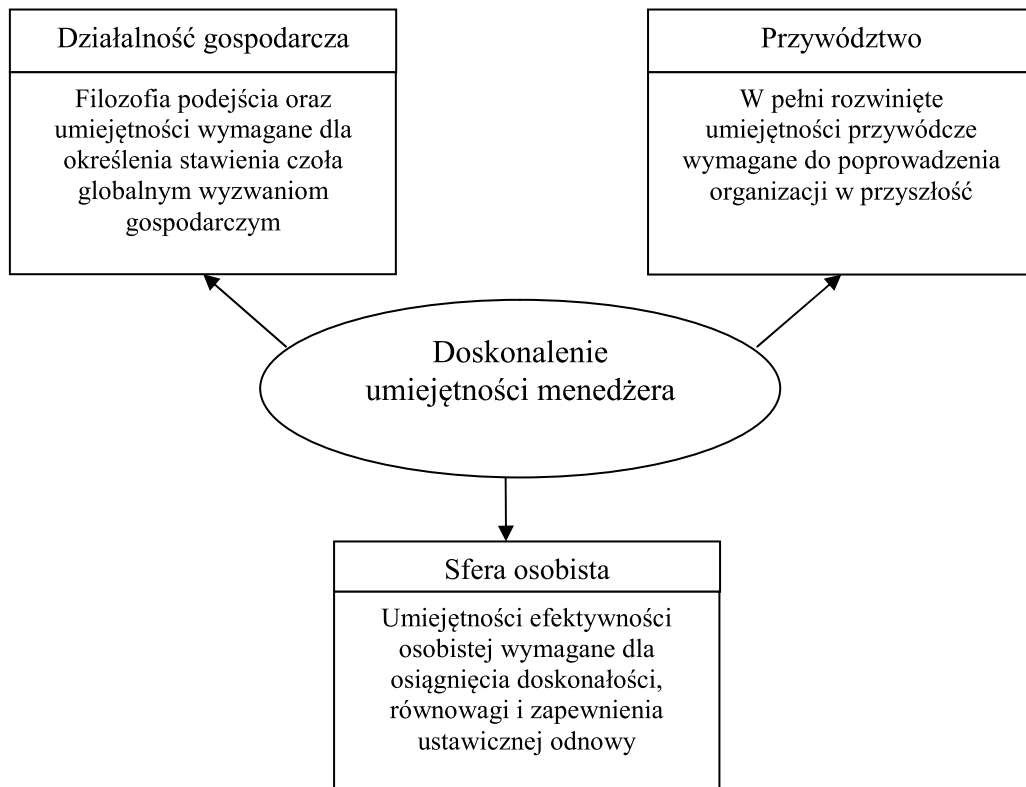 Działalność gospodarcza
Filozofia podejścia oraz
umiejętności wymagane dla
określenia stawienia czoła
globalnym wyzwaniom
gospodarczym
Przywództwo
W pełni rozwinięte
umiejętności przywódcze
wymagane do poprowadzenia
organizacji w przyszłość
Doskonalenie
umiejętności menedżera
Sfera osobista
Umiejętności efektywności
osobistej wymagane dla
osiągnięcia doskonałości,
równowagi i zapewnienia
ustawicznej odnowy